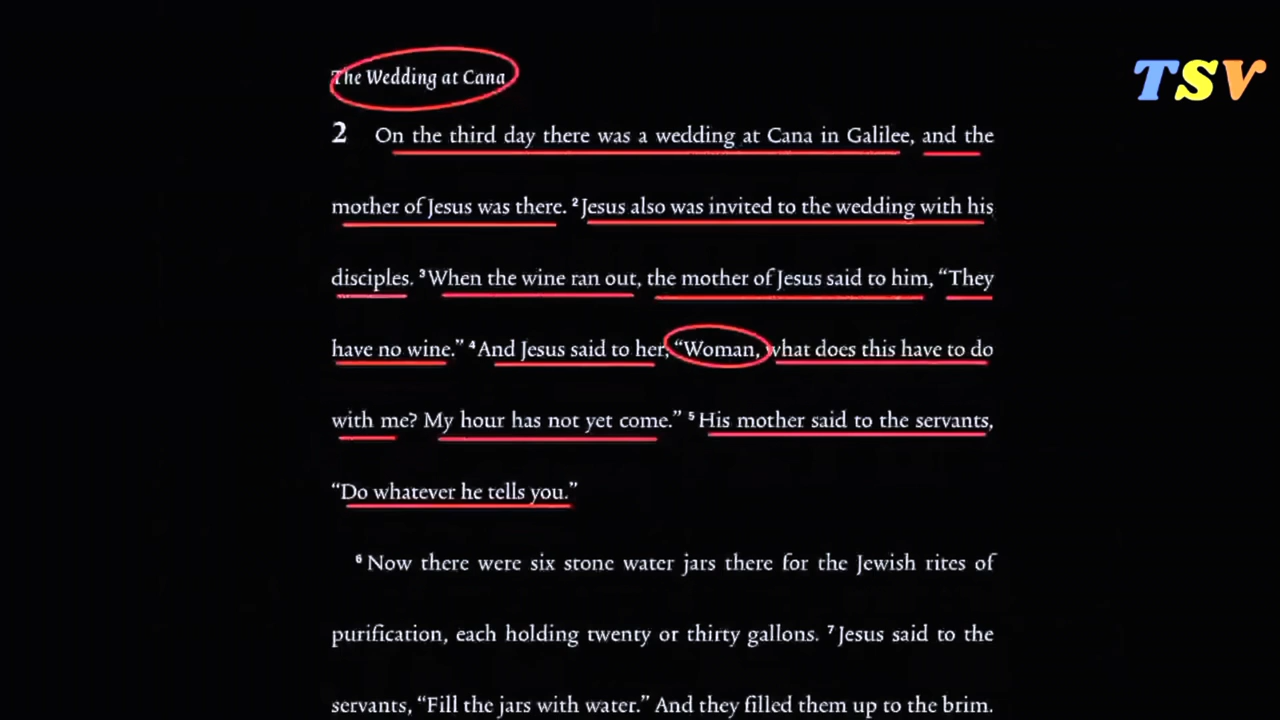 The Wedding at Cana
TSV
2 On the third day there was a wedding at Cana in Galilee, and the
mother of Jesus was there. ²Jesus also was invited to the wedding with his
disciples. ³When the wine ran out, the mother of Jesus said to him, “They
have no wine.” ⁴And Jesus said to her, “Woman, what does this have to do
with me? My hour has not yet come.” ⁵His mother said to the servants,
“Do whatever he tells you.”
⁶Now there were six stone water jars there for the Jewish rites of
purification, each holding twenty or thirty gallons. ⁷Jesus said to the
servants, “Fill the jars with water.” And they filled them up to the brim.